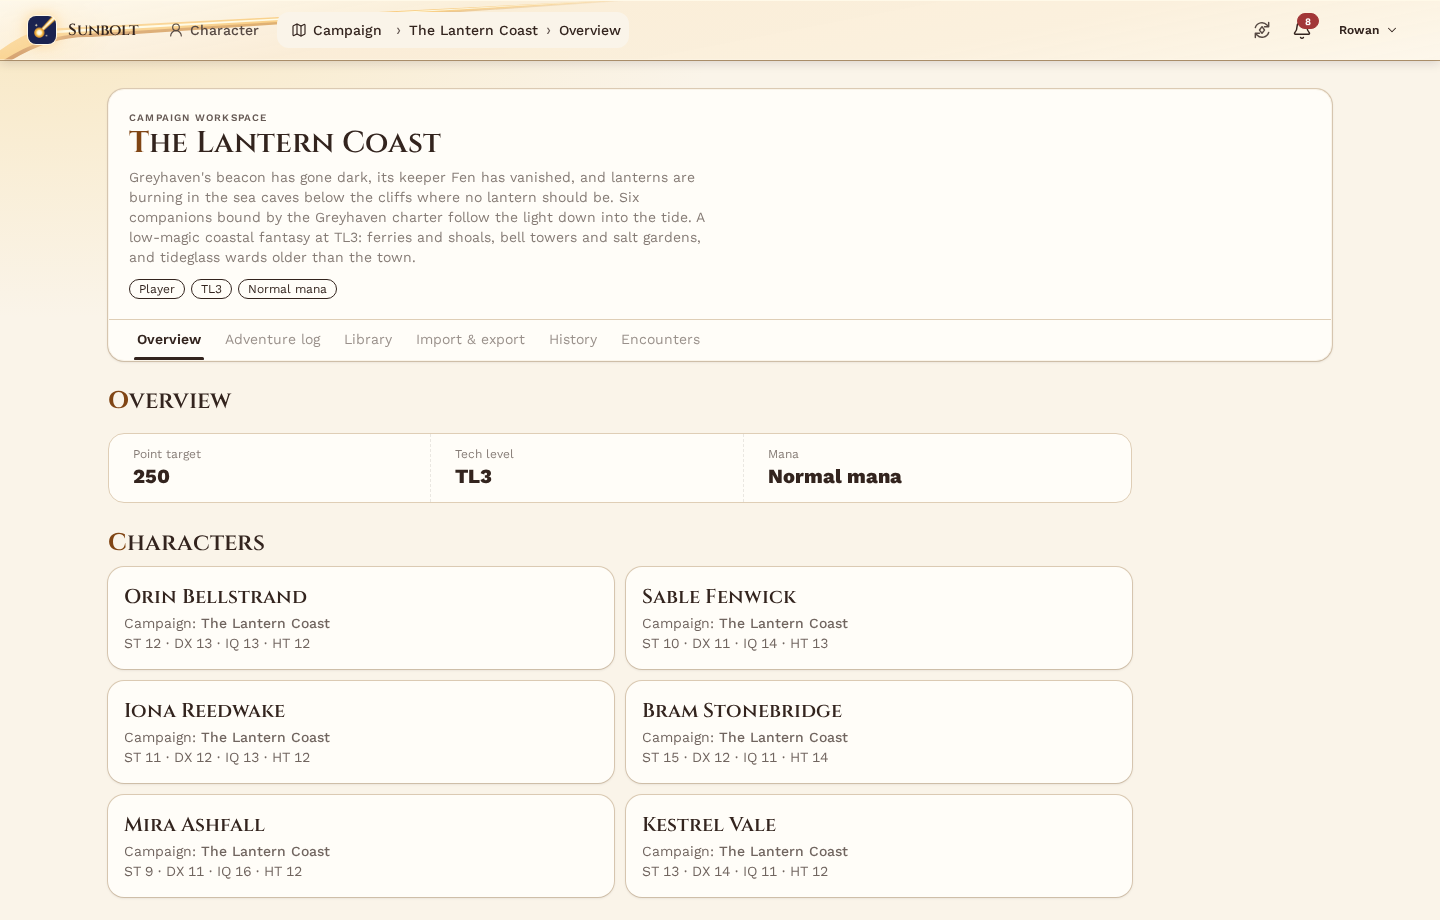 Sunbolt
Character
Campaign › The Lantern Coast › Overview
8
Rowan
CAMPAIGN WORKSPACE
The Lantern Coast
Greyhaven's beacon has gone dark, its keeper Fen has vanished, and lanterns are
burning in the sea caves below the cliffs where no lantern should be. Six
companions bound by the Greyhaven charter follow the light down into the tide. A
low-magic coastal fantasy at TL3: ferries and shoals, bell towers and salt gardens,
and tideglass wards older than the town.
Player TL3 Normal mana
Overview Adventure log Library Import & export History Encounters
Overview
Point target Tech level Mana
250 TL3 Normal mana
Characters
Orin Bellstrand
Campaign: The Lantern Coast
ST 12 · DX 13 · IQ 13 · HT 12
Sable Fenwick
Campaign: The Lantern Coast
ST 10 · DX 11 · IQ 14 · HT 13
Iona Reedwake
Campaign: The Lantern Coast
ST 11 · DX 12 · IQ 13 · HT 12
Bram Stonebridge
Campaign: The Lantern Coast
ST 15 · DX 12 · IQ 11 · HT 14
Mira Ashfall
Campaign: The Lantern Coast
ST 9 · DX 11 · IQ 16 · HT 12
Kestrel Vale
Campaign: The Lantern Coast
ST 13 · DX 14 · IQ 11 · HT 12